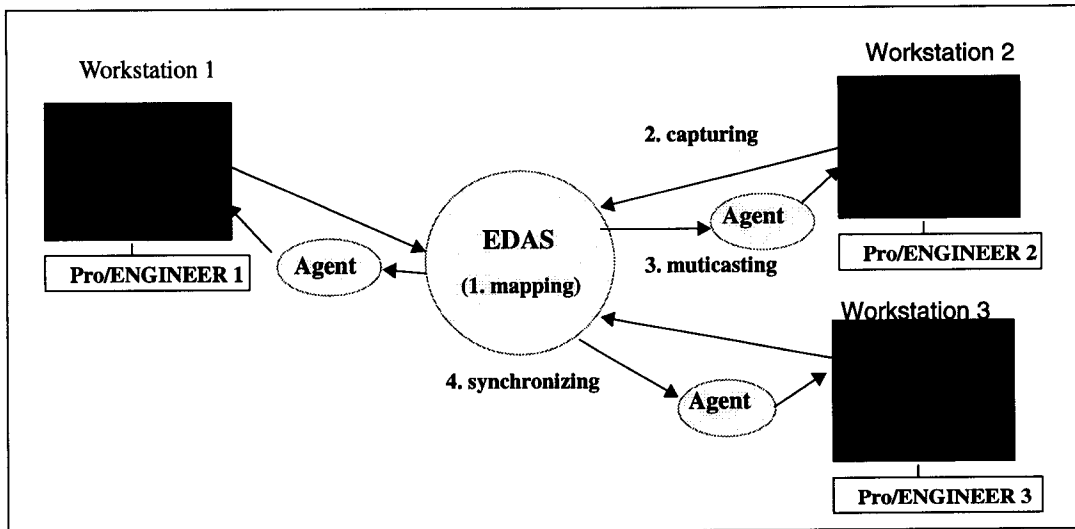 Workstation 1
Workstation 2
2. capturing
Agent
EDAS
Agent
3. muticasting
Pro/ENGINEER 1
Pro/ENGINEER 2
(1. mapping)
Workstation 3
4. synchronizing
Agent
Pro/ENGINEER 3